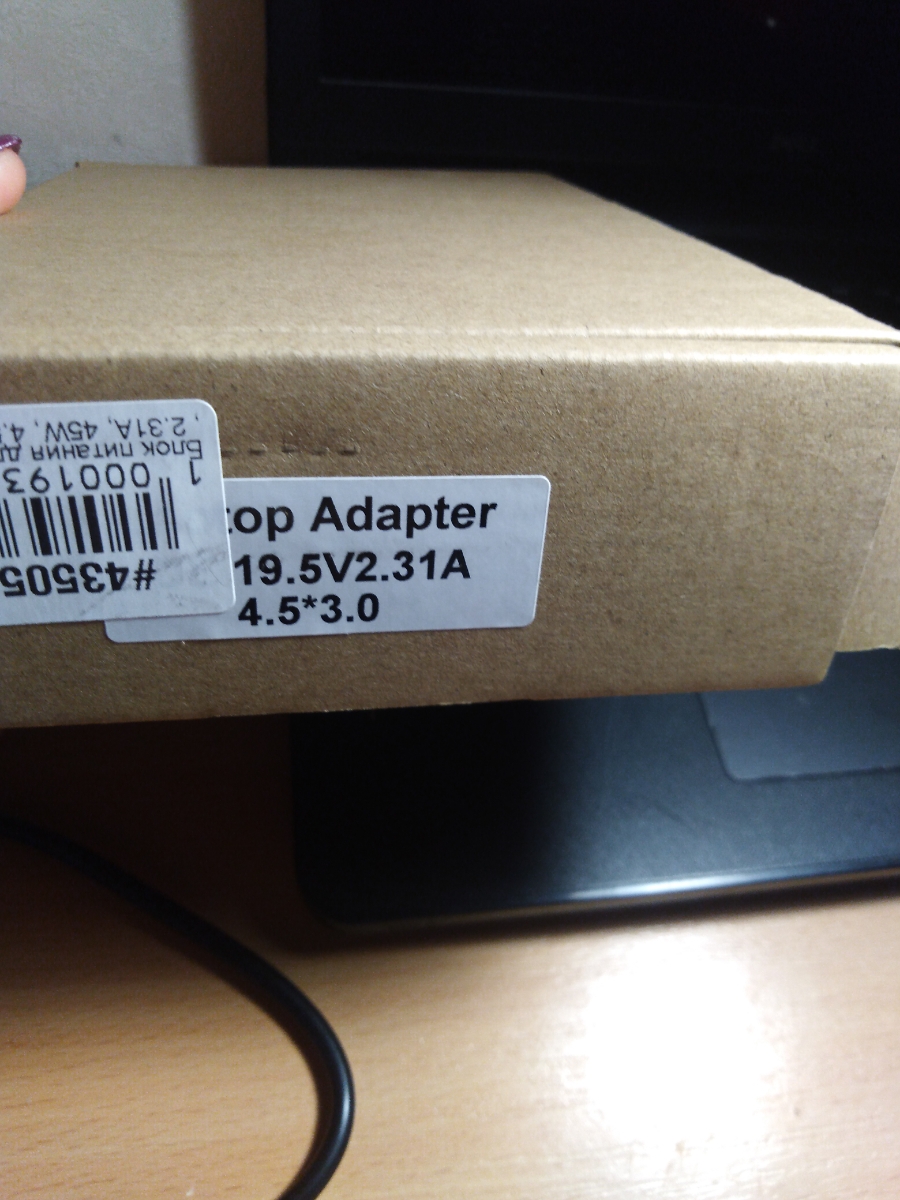 top Adapter
19.5V2.31A
4.5*3.0
#43505
000193
1
Блок питания
, 2.31A, 45W, 4.